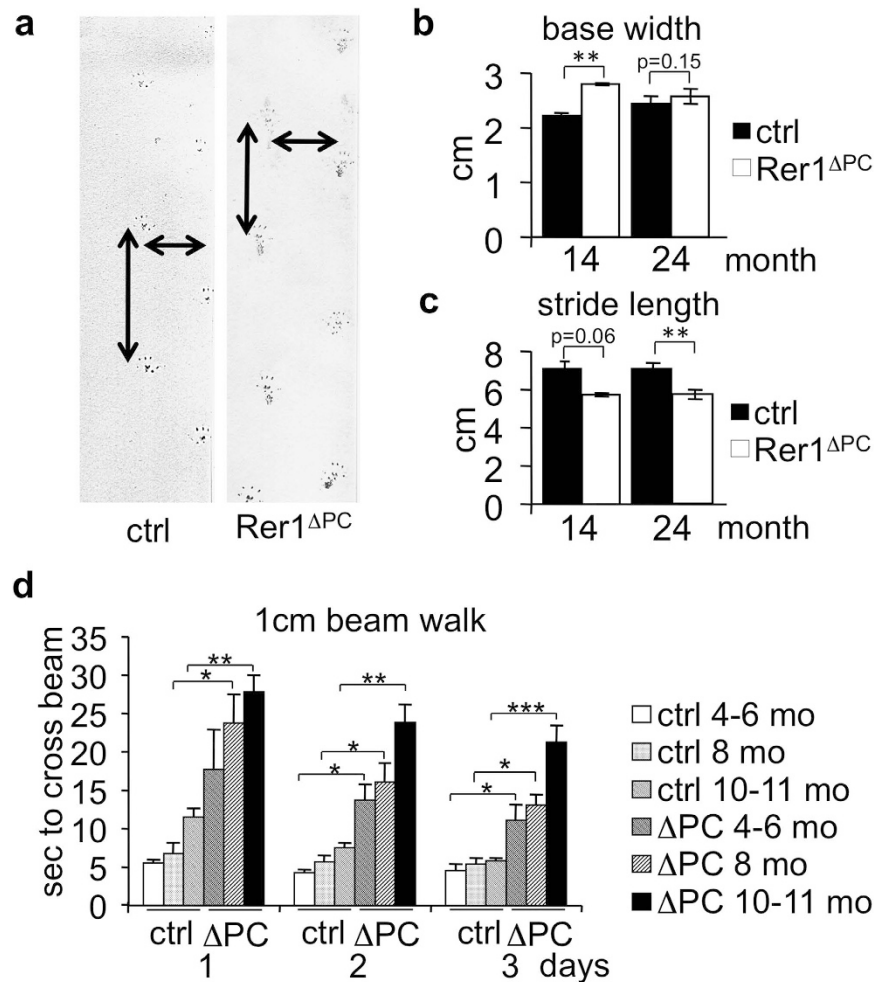 a
ctrl
Rer1ΔPC
b
base width
**
p=0.15
3
2
1
0
cm
ctrl
Rer1ΔPC
14
24
month
c
stride length
p=0.06
**
8
6
4
2
0
cm
ctrl
Rer1ΔPC
14
24
month
d
1cm beam walk
35
30
25
20
15
10
5
0
sec to cross beam
**
*
**
*
*
***
*
*
ctrl ΔPC
ctrl ΔPC
ctrl ΔPC
1
2
3 days
ctrl 4-6 mo
ctrl 8 mo
ctrl 10-11 mo
ΔPC 4-6 mo
ΔPC 8 mo
ΔPC 10-11 mo